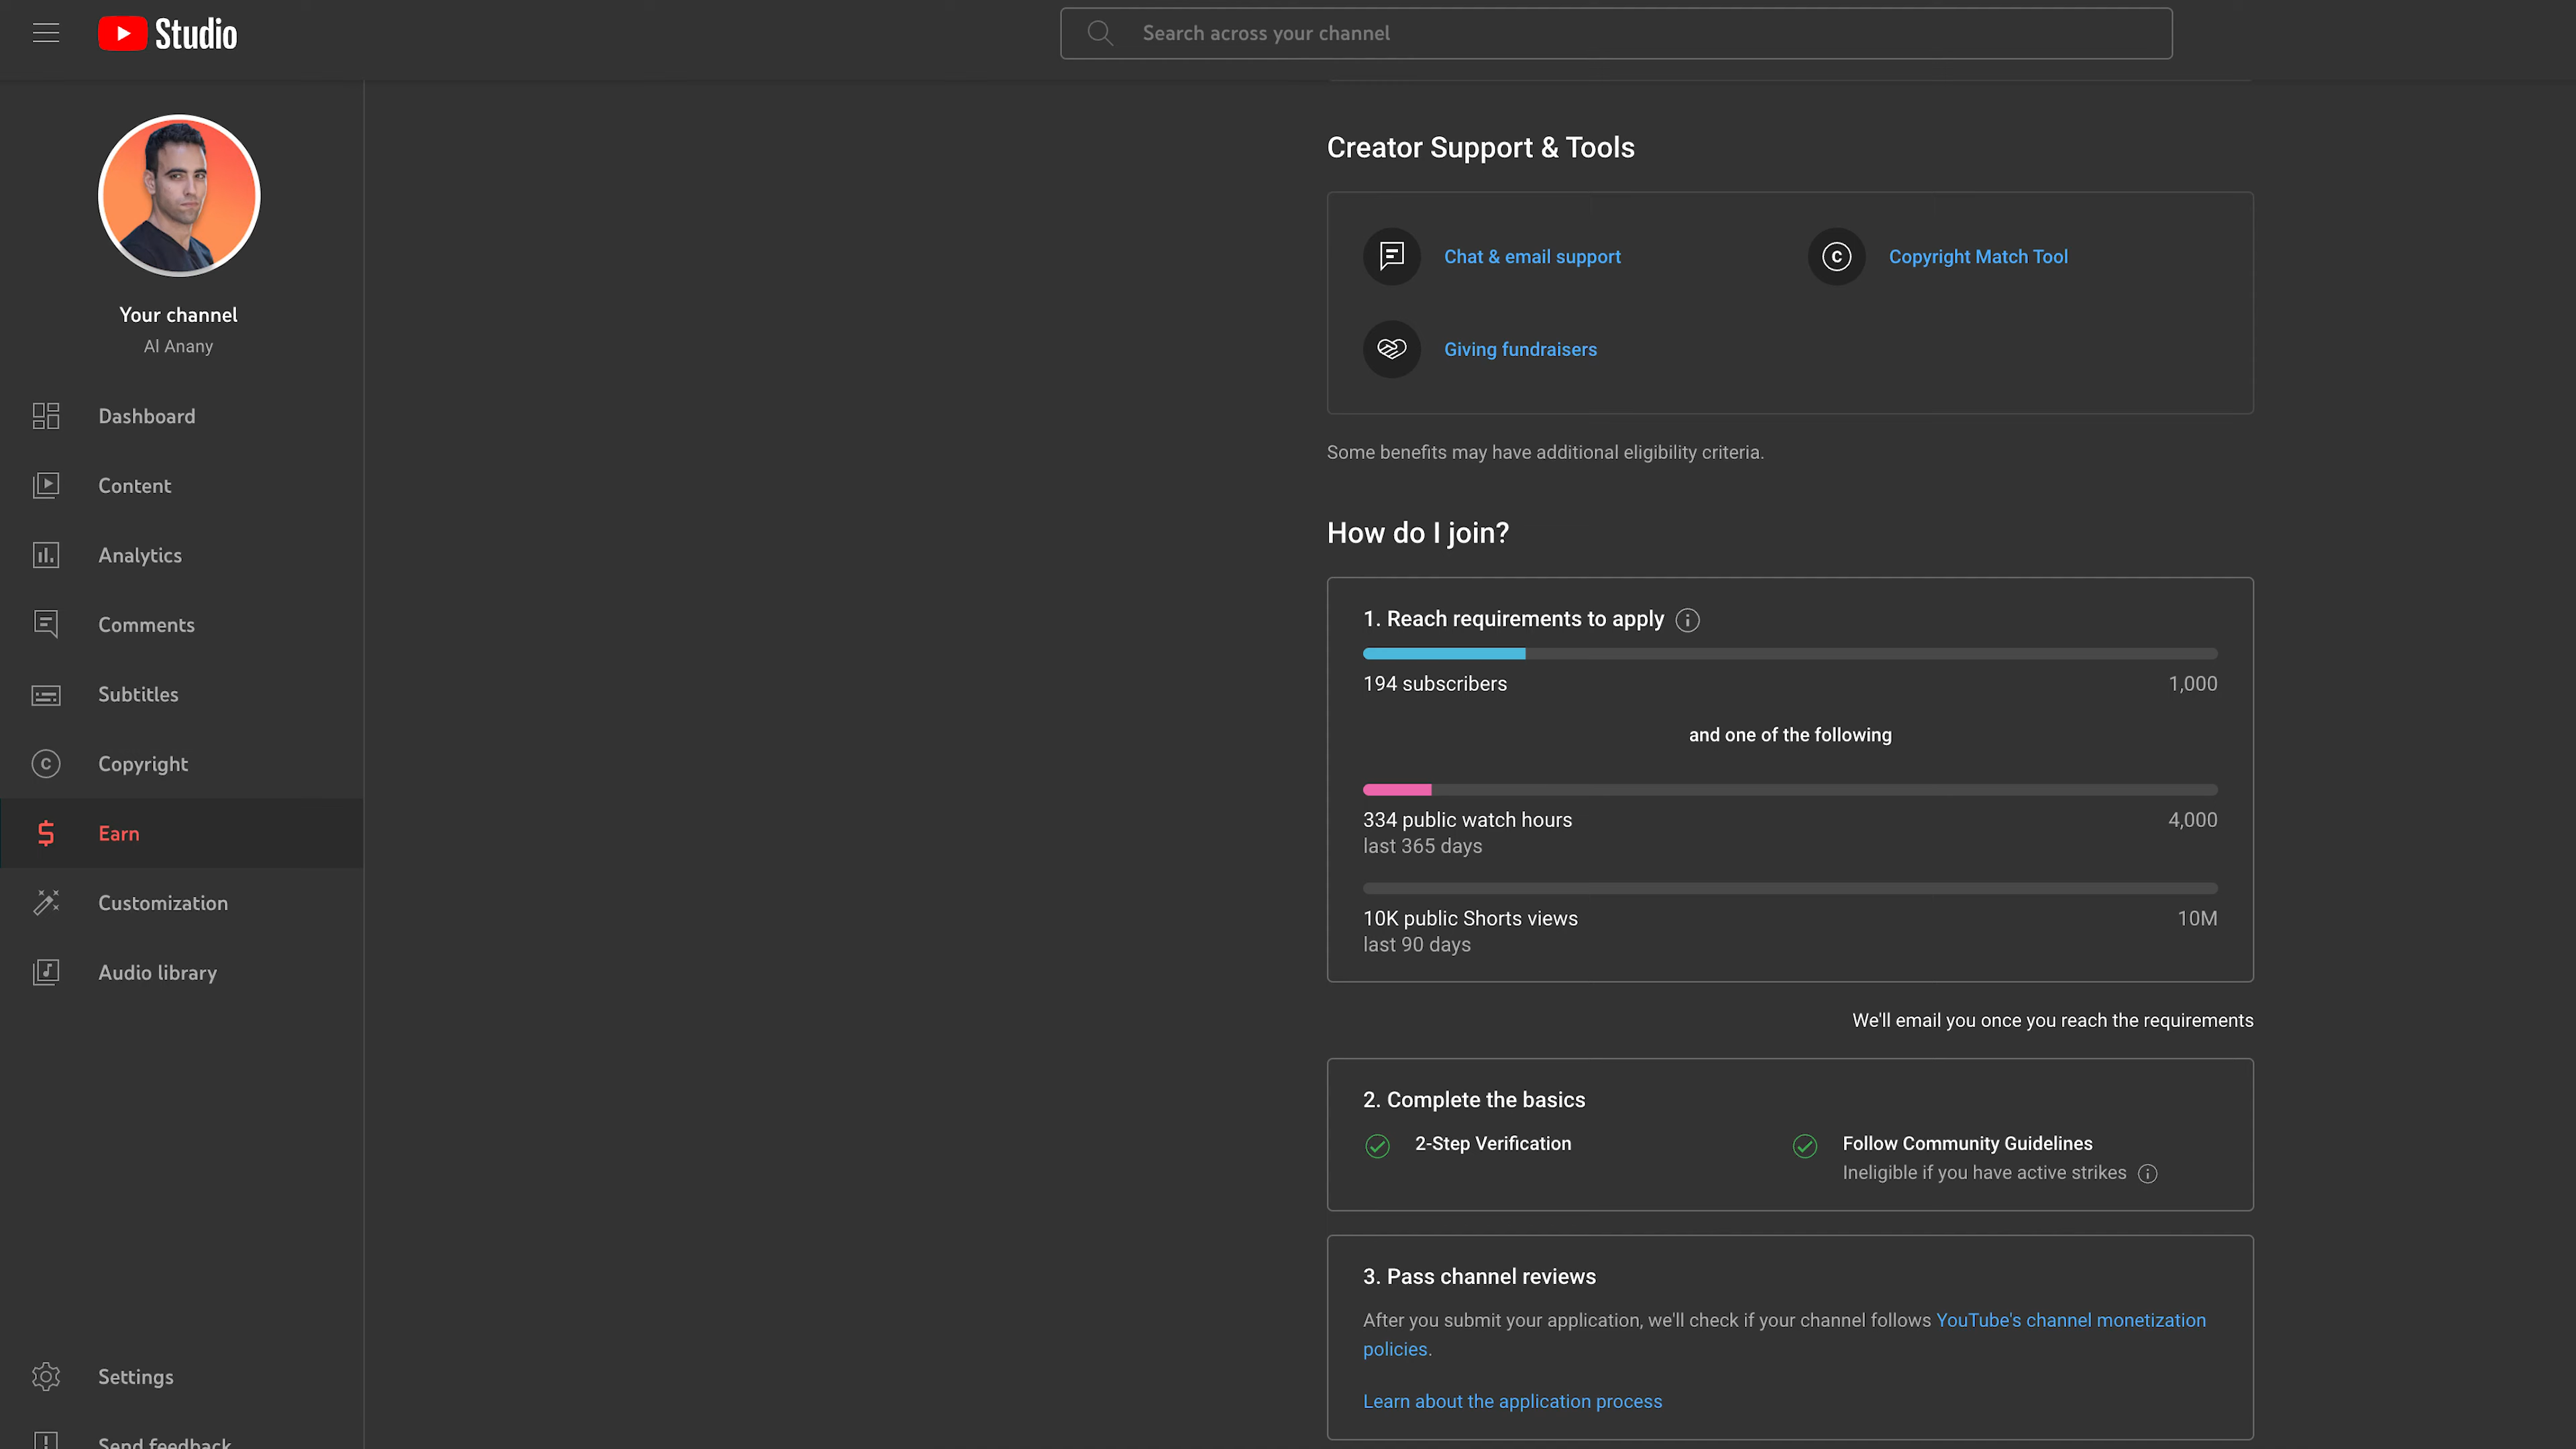 Studio
Search across your channel
Your channel
Al Anany
Dashboard
Content
Analytics
Comments
Subtitles
Copyright
Earn
Customization
Audio library
Settings
Send feedback
Creator Support & Tools
Chat & email support
Copyright Match Tool
Giving fundraisers
Some benefits may have additional eligibility criteria.
How do I join?
1. Reach requirements to apply
194 subscribers
1,000
and one of the following
334 public watch hours
4,000
last 365 days
10K public Shorts views
10M
last 90 days
We'll email you once you reach the requirements
2. Complete the basics
2-Step Verification
Follow Community Guidelines
Ineligible if you have active strikes
3. Pass channel reviews
After you submit your application, we'll check if your channel follows YouTube's channel monetization
policies.
Learn about the application process